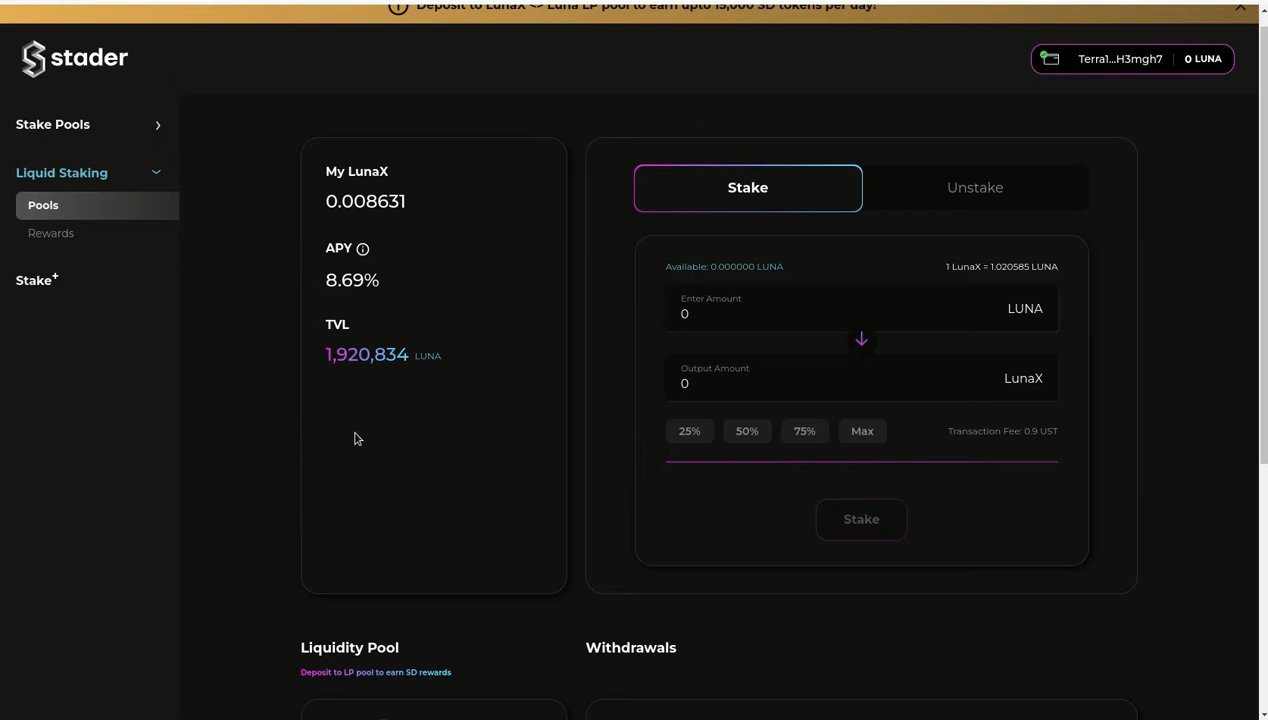 Deposit to LunaX <> Luna LP pool to earn upto 15,000 SD tokens per day!
stader
Terra1...H3mgh7 0 LUNA
Stake Pools
Liquid Staking
Pools
Rewards
Stake+
My LunaX
0.008631
APY
8.69%
TVL
1,920,834 LUNA
Stake Unstake
Available: 0.000000 LUNA 1 LunaX = 1.020585 LUNA
Enter Amount
0 LUNA
Output Amount
0 LunaX
25% 50% 75% Max Transaction Fee: 0.9 UST
Stake
Liquidity Pool
Deposit to LP pool to earn SD rewards
Withdrawals